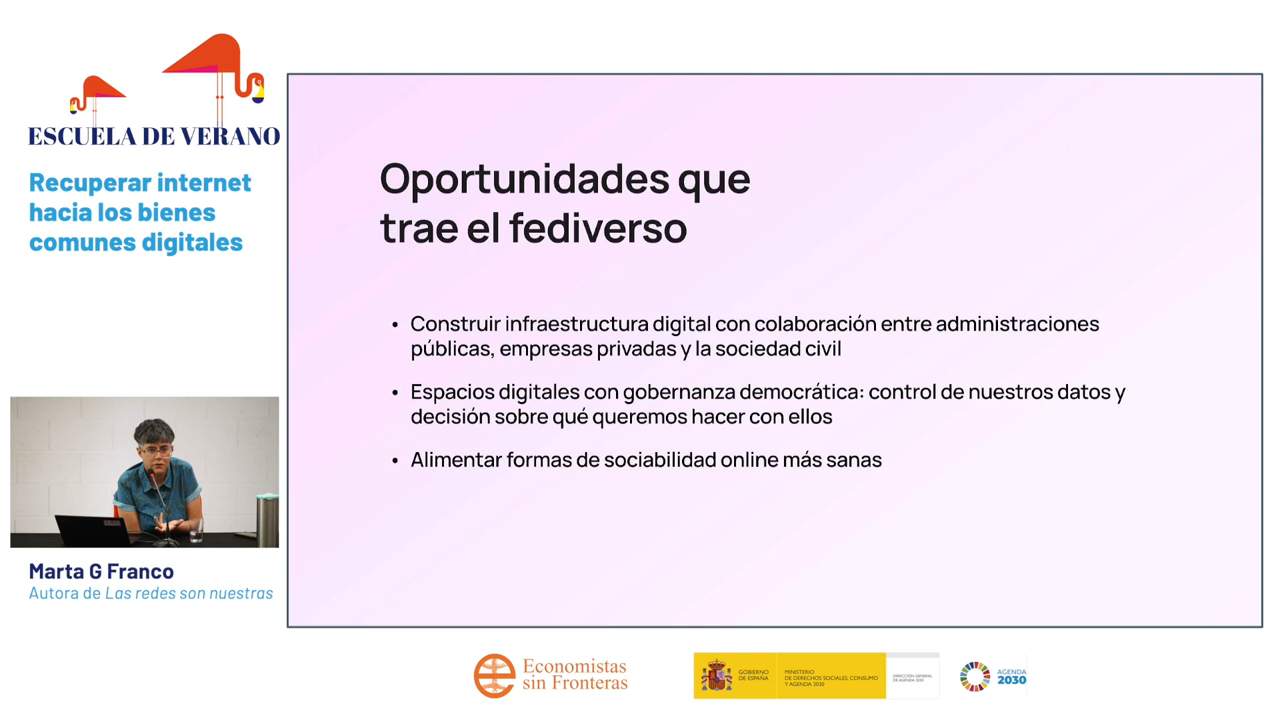 ESCUELA DE VERANO
Recuperar internet
hacia los bienes
comunes digitales
Oportunidades que
trae el fediverso
• Construir infraestructura digital con colaboración entre administraciones
públicas, empresas privadas y la sociedad civil
• Espacios digitales con gobernanza democrática: control de nuestros datos y
decisión sobre qué queremos hacer con ellos
• Alimentar formas de sociabilidad online más sanas
Marta G Franco
Autora de Las redes son nuestras
Economistas
sin Fronteras
GOBIERNO
DE ESPAÑA
MINISTERIO
DE DERECHOS SOCIALES, CONSUMO
Y AGENDA 2030
DIRECCIÓN GENERAL
DE AGENDA 2030
AGENDA
2030